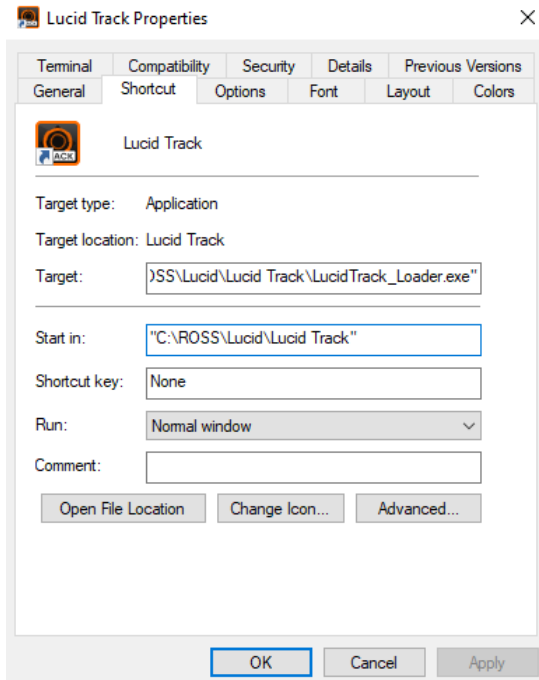 Lucid Track Properties
Terminal Compatibility Security Details Previous Versions
General Shortcut Options Font Layout Colors
ACK
Lucid Track
Target type: Application
Target location: Lucid Track
Target: OSS\Lucid\Lucid Track\LucidTrack_Loader.exe"
Start in: "C:\ROSS\Lucid\Lucid Track"
Shortcut key: None
Run: Normal window
Comment:
Open File Location Change Icon... Advanced...
OK Cancel Apply